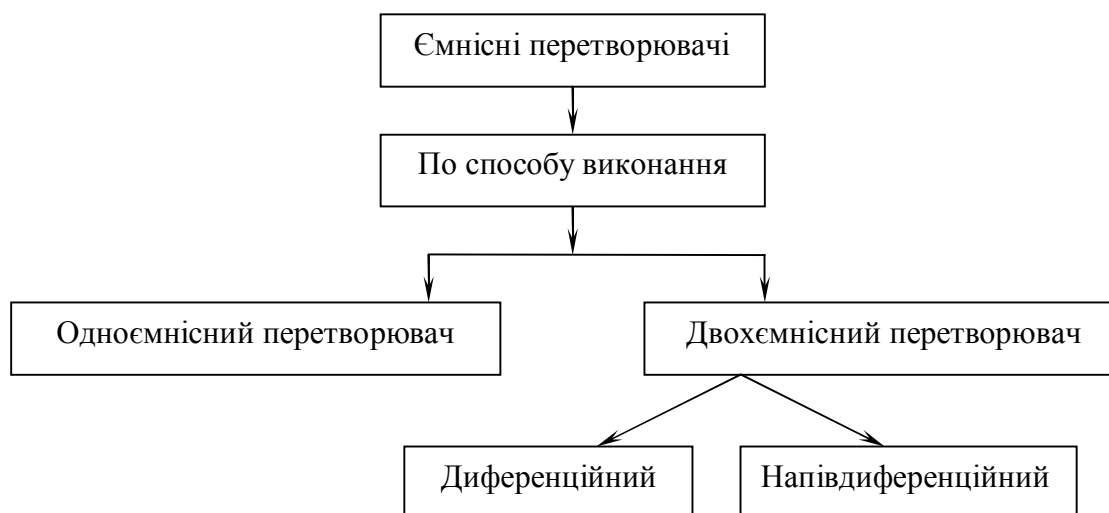 Ємнісні перетворювачі
По способу виконання
Одноємнісний перетворювач
Двохємнісний перетворювач
Диференційний
Напівдиференційний